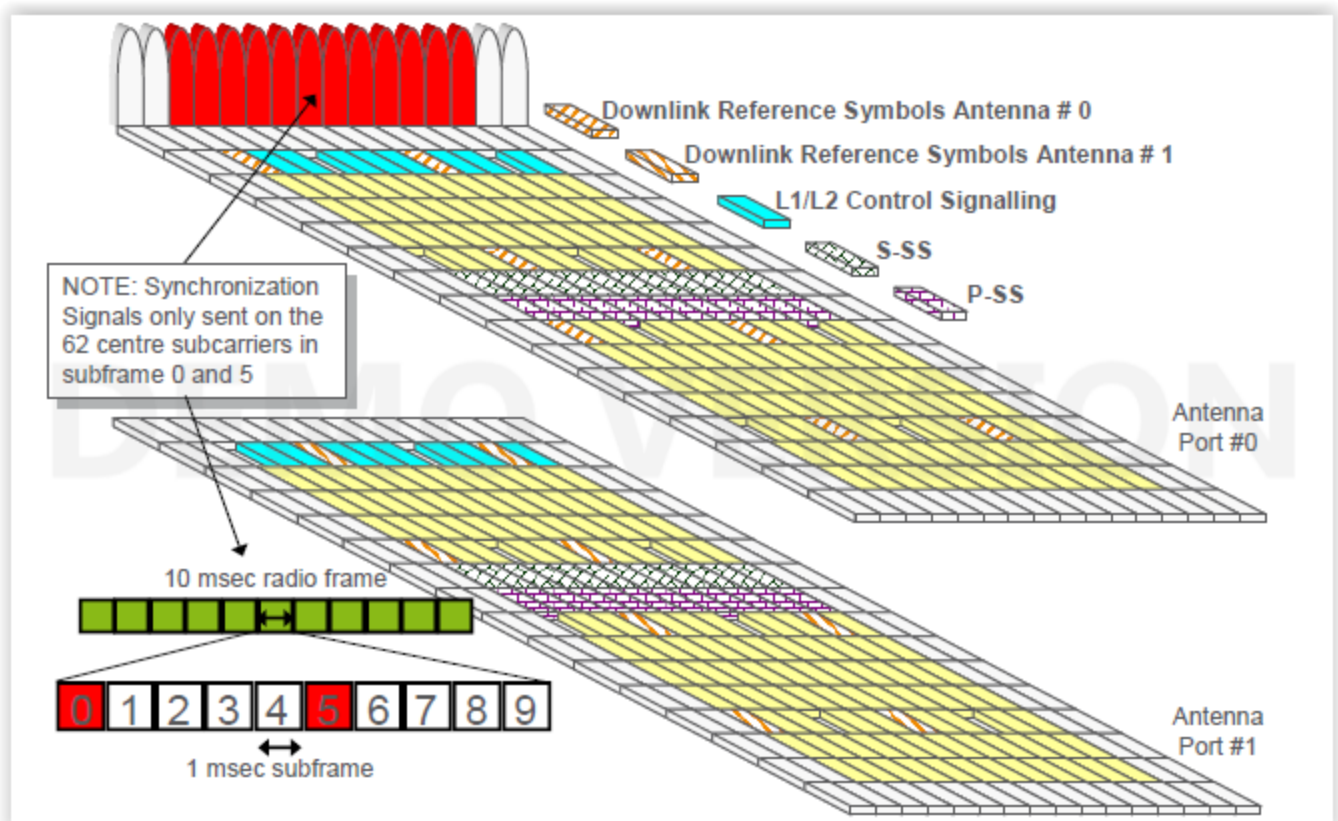 Downlink Reference Symbols Antenna # 0
Downlink Reference Symbols Antenna # 1
L1/L2 Control Signalling
S-SS
P-SS
NOTE: Synchronization
Signals only sent on the
62 centre subcarriers in
subframe 0 and 5
Antenna
Port #0
10 msec radio frame
0 1 2 3 4 5 6 7 8 9
1 msec subframe
Antenna
Port #1